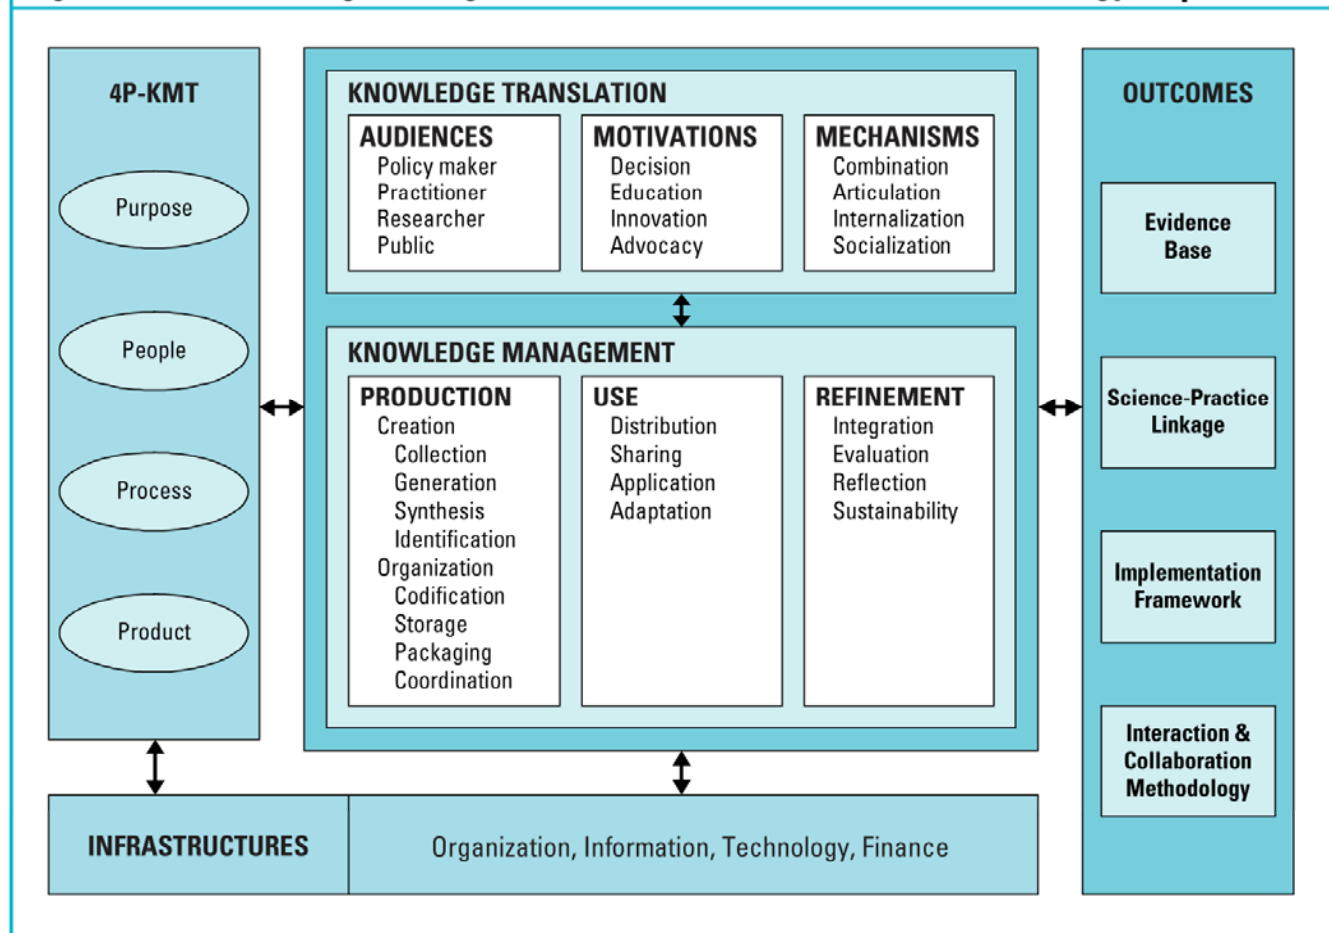 4P-KMT
Purpose
People
Process
Product
KNOWLEDGE TRANSLATION
AUDIENCES
Policy maker
Practitioner
Researcher
Public
MOTIVATIONS
Decision
Education
Innovation
Advocacy
MECHANISMS
Combination
Articulation
Internalization
Socialization
KNOWLEDGE MANAGEMENT
PRODUCTION
Creation
Collection
Generation
Synthesis
Identification
Organization
Codification
Storage
Packaging
Coordination
USE
Distribution
Sharing
Application
Adaptation
REFINEMENT
Integration
Evaluation
Reflection
Sustainability
OUTCOMES
Evidence
Base
Science-Practice
Linkage
Implementation
Framework
Interaction &
Collaboration
Methodology
INFRASTRUCTURES
Organization, Information, Technology, Finance